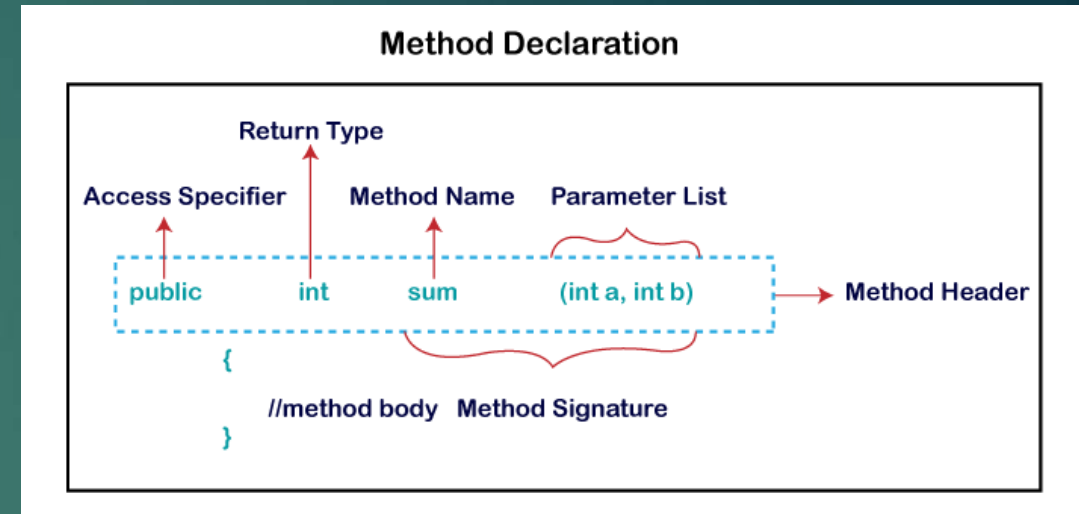 Method Declaration
Return Type
Access Specifier Method Name Parameter List
public int sum (int a, int b) Method Header
{
//method body Method Signature
}